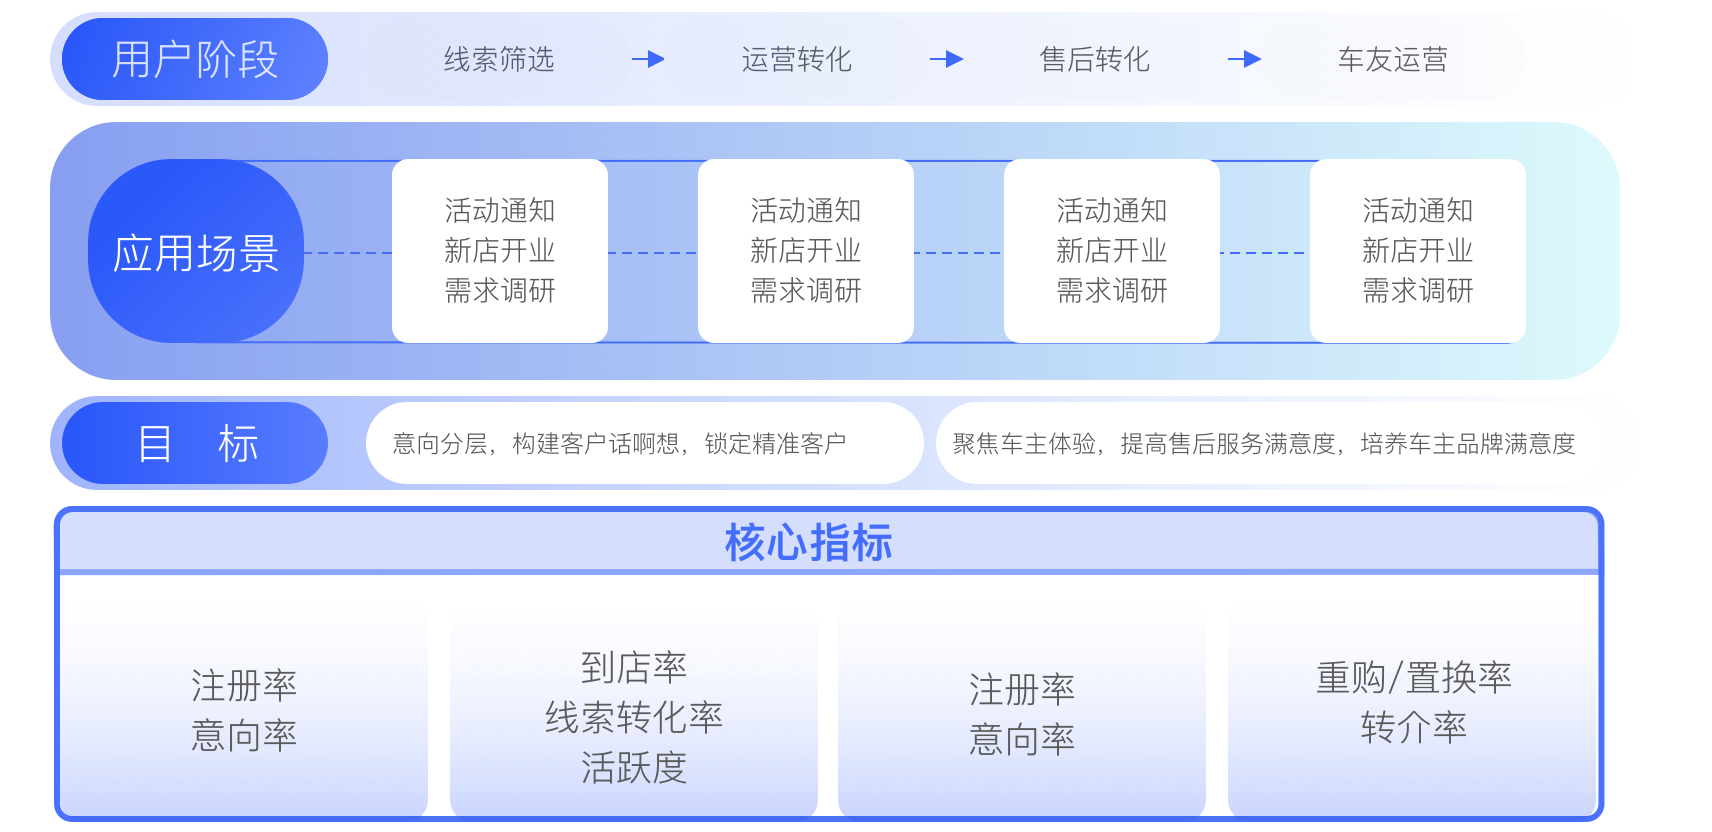 用户阶段
线索筛选
运营转化
售后转化
车友运营
应用场景
活动通知
新店开业
需求调研
活动通知
新店开业
需求调研
活动通知
新店开业
需求调研
活动通知
新店开业
需求调研
目 标
意向分层，构建客户话啊想，锁定精准客户
聚焦车主体验，提高售后服务满意度，培养车主品牌满意度
核心指标
注册率
意向率
到店率
线索转化率
活跃度
注册率
意向率
重购/置换率
转介率